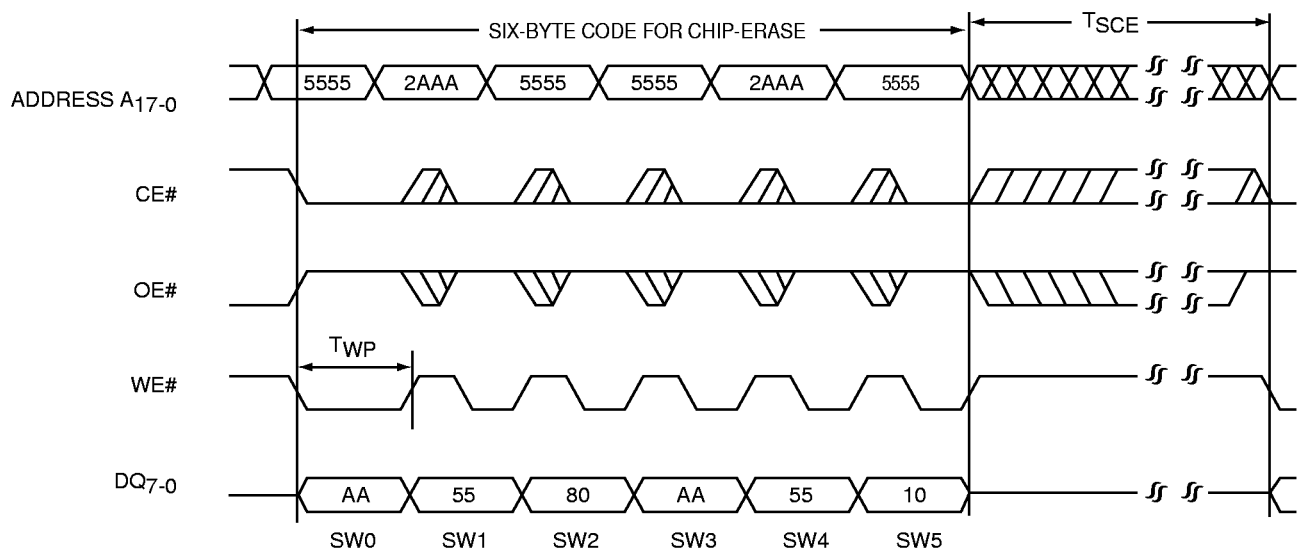 SIX-BYTE CODE FOR CHIP-ERASE TSCE
ADDRESS A17-0 5555 2AAA 5555 5555 2AAA 5555
CE#
OE#
TWP
WE#
DQ7-0 AA 55 80 AA 55 10
SW0 SW1 SW2 SW3 SW4 SW5